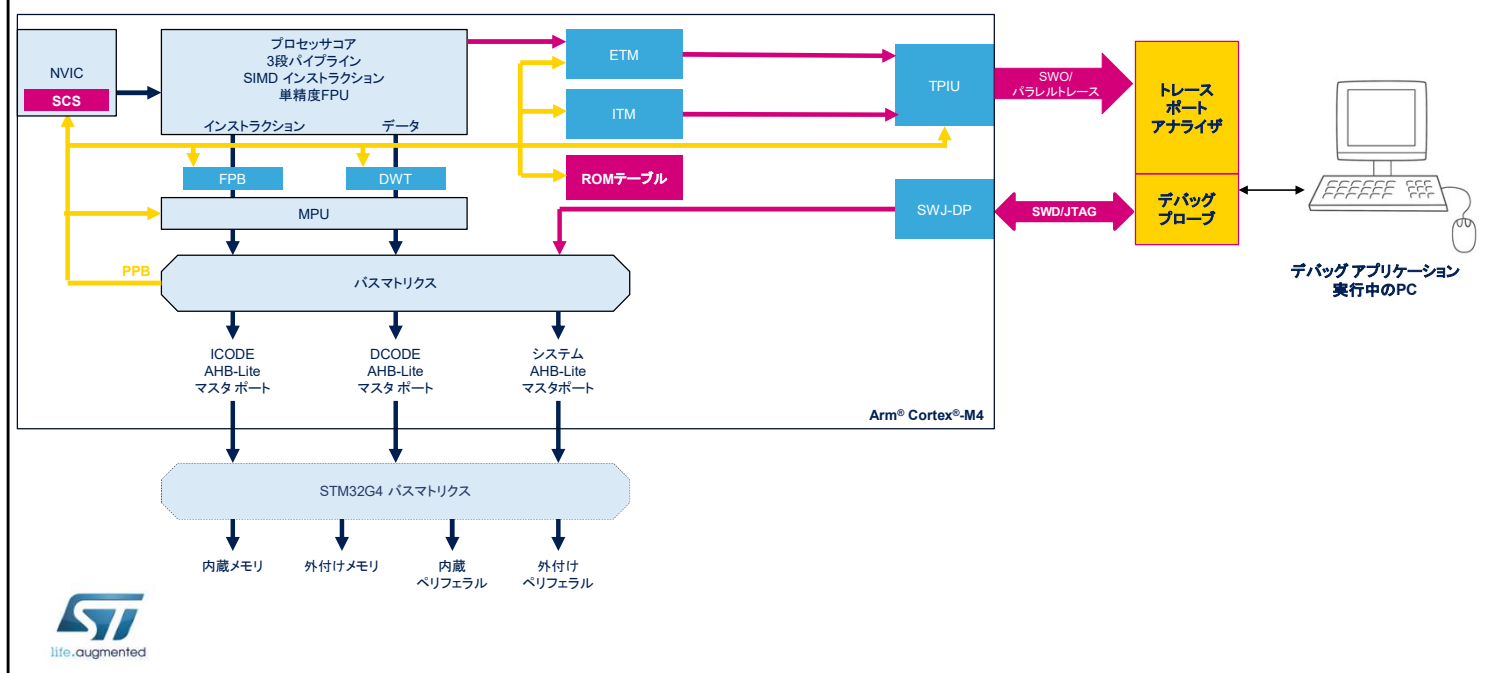 NVIC
SCS
プロセッサコア
3段パイプライン
SIMD インストラクション
単精度FPU
インストラクション
データ
ETM
ITM
ROMテーブル
TPIU
SWO/
パラレルトレース
トレース
ポート
アナライザ
FPB
DWT
MPU
SWJ-DP
SWD/JTAG
デバッグ
プローブ
PPB
バスマトリクス
デバッグ アプリケーション
実行中のPC
ICODE
AHB-Lite
マスタ ポート
DCODE
AHB-Lite
マスタ ポート
システム
AHB-Lite
マスタポート
Arm® Cortex®-M4
STM32G4 バスマトリクス
内蔵メモリ
外付けメモリ
内蔵
ペリフェラル
外付け
ペリフェラル
ST
life.augmented